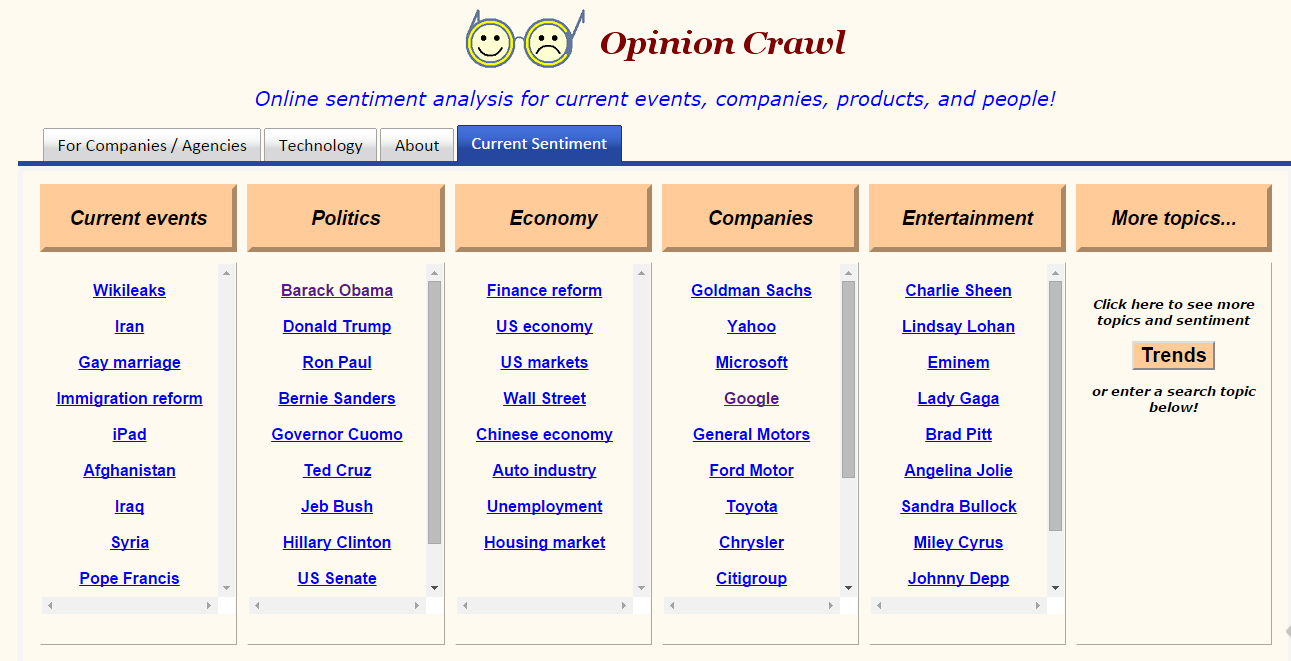 Opinion Crawl
Online sentiment analysis for current events, companies, products, and people!
For Companies / Agencies
Technology
About
Current Sentiment
Current events
Politics
Economy
Companies
Entertainment
More topics...
Wikileaks
Iran
Gay marriage
Immigration reform
iPad
Afghanistan
Iraq
Syria
Pope Francis
Barack Obama
Donald Trump
Ron Paul
Bernie Sanders
Governor Cuomo
Ted Cruz
Jeb Bush
Hillary Clinton
US Senate
Finance reform
US economy
US markets
Wall Street
Chinese economy
Auto industry
Unemployment
Housing market
Goldman Sachs
Yahoo
Microsoft
Google
General Motors
Ford Motor
Toyota
Chrysler
Citigroup
Charlie Sheen
Lindsay Lohan
Eminem
Lady Gaga
Brad Pitt
Angelina Jolie
Sandra Bullock
Miley Cyrus
Johnny Depp
Click here to see more
topics and sentiment
Trends
or enter a search topic
below!